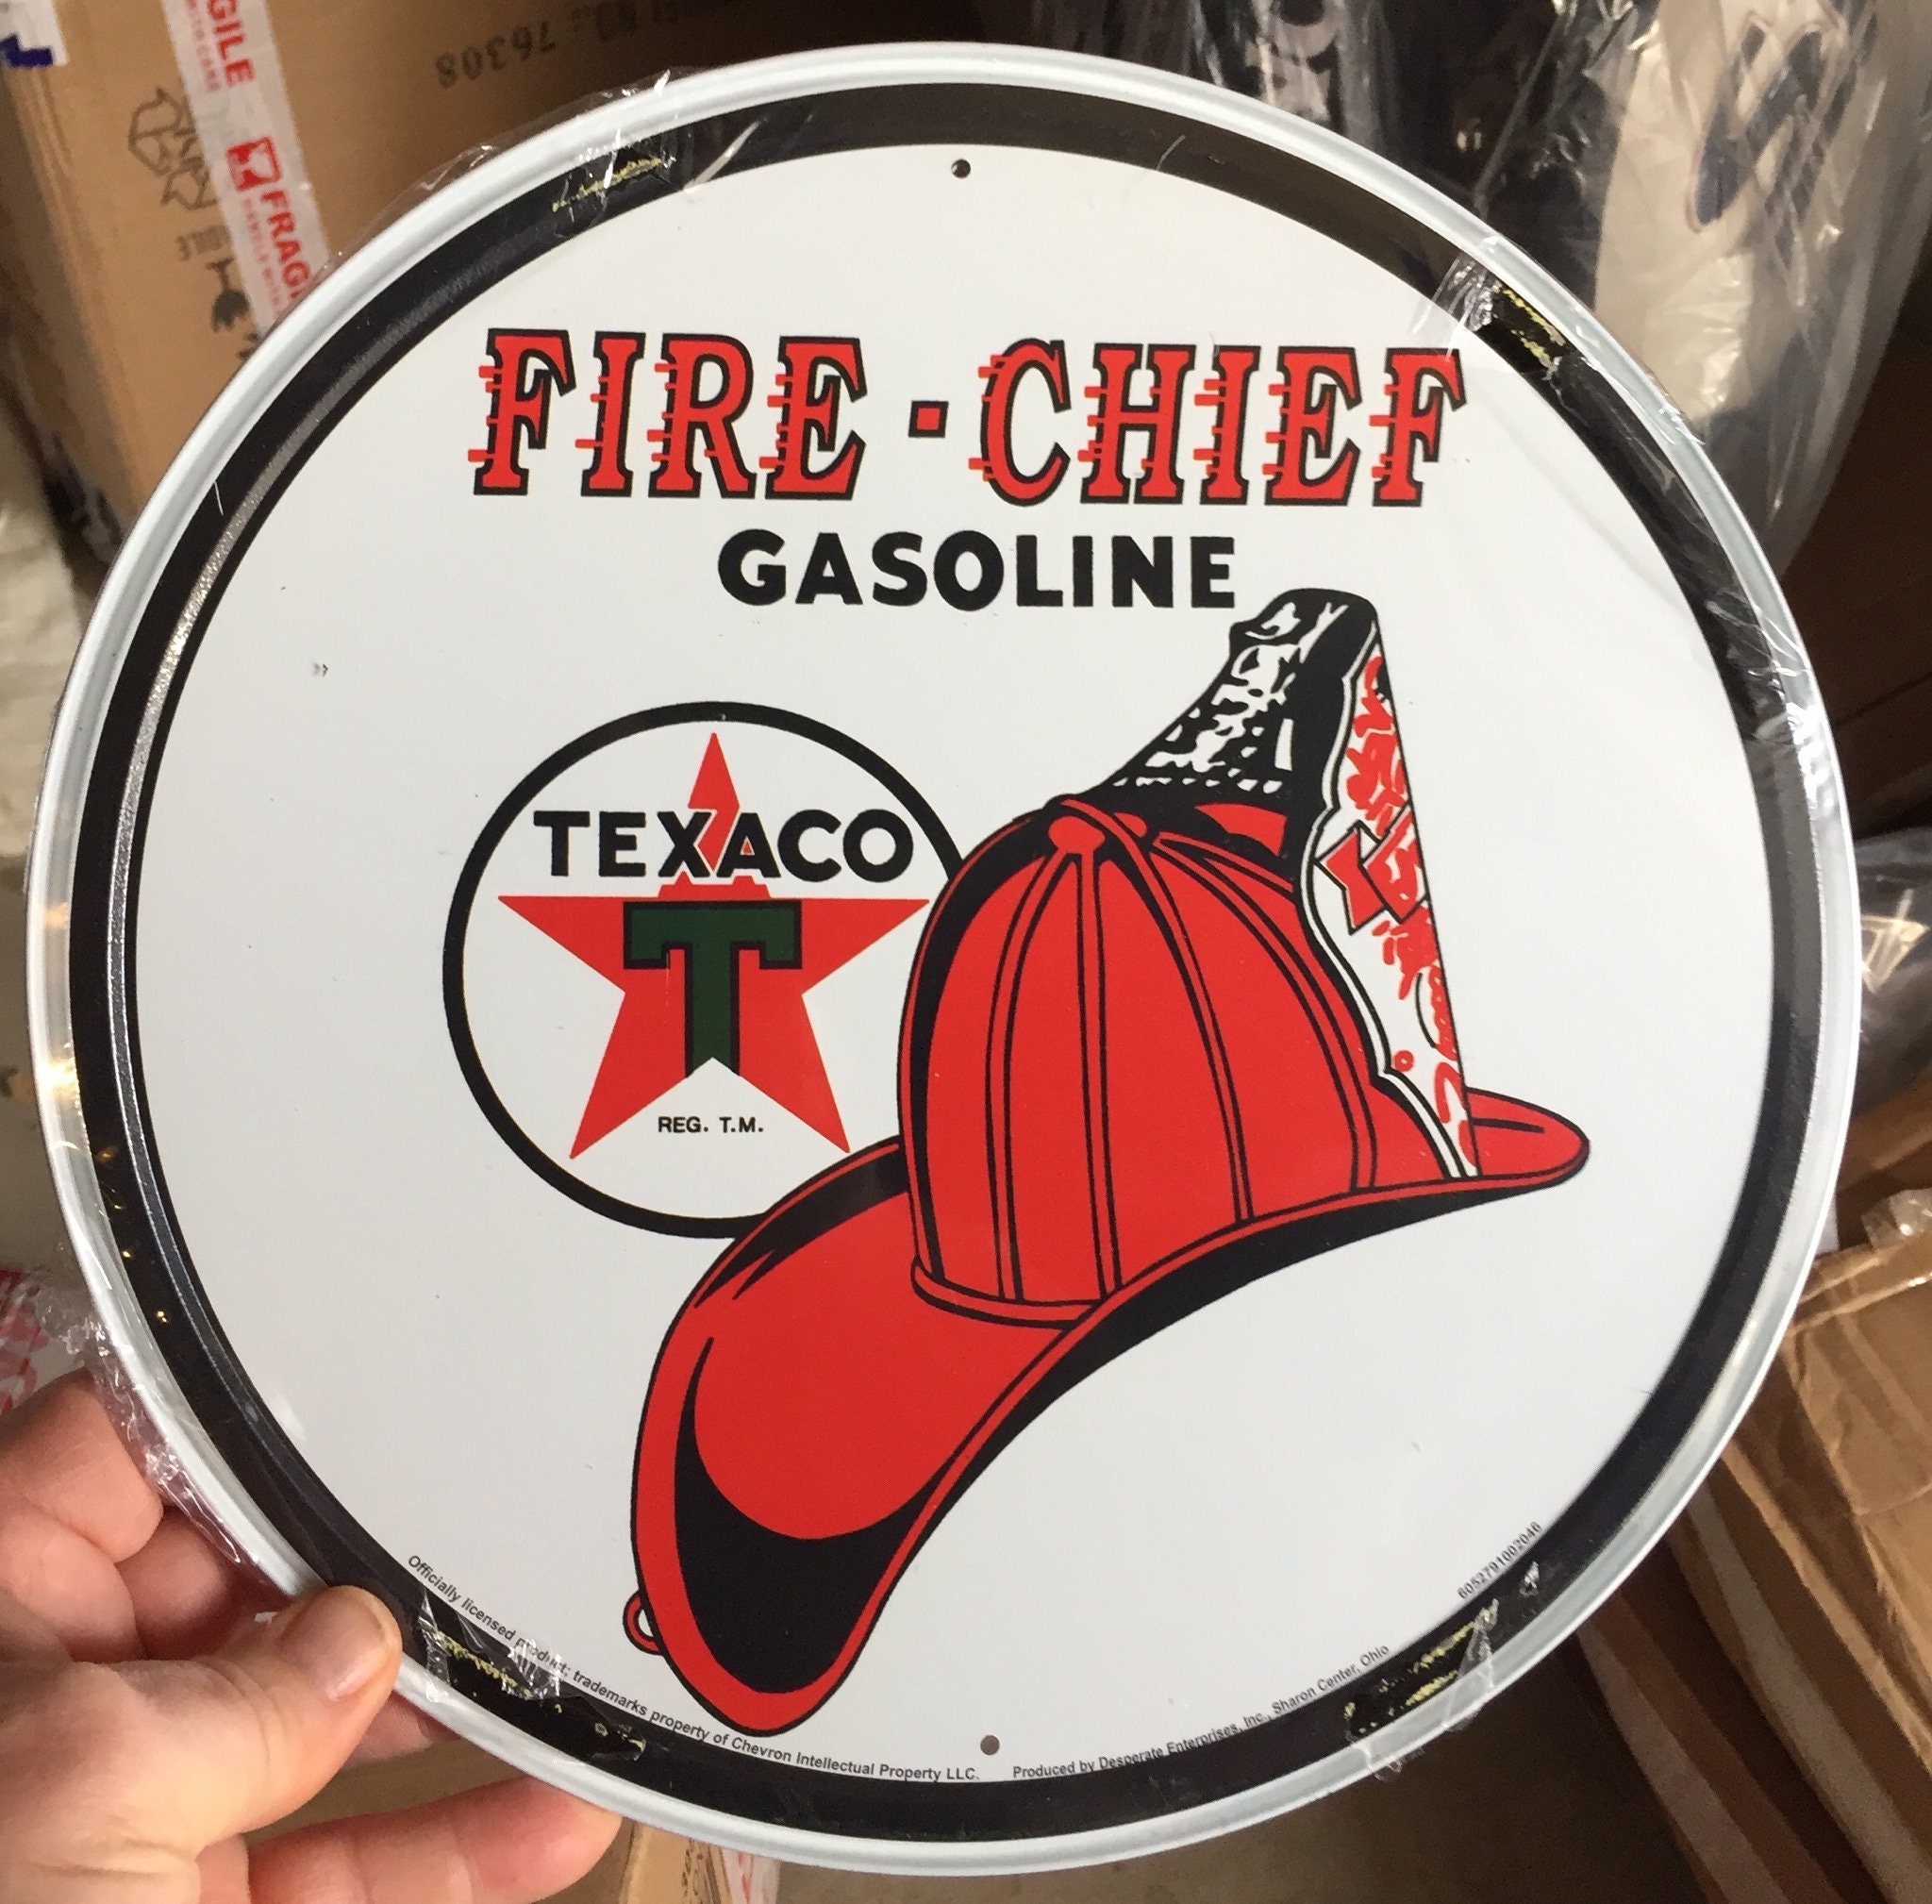 FRAGILE
76308
FIRE-CHIEF
GASOLINE
TEXACO
T
REG. T.M.
Officially licensed product; trademarks property of Chevron Intellectual Property LLC.
Produced by Desperate Enterprises, Inc., Sharon Center, Ohio
6052791002046